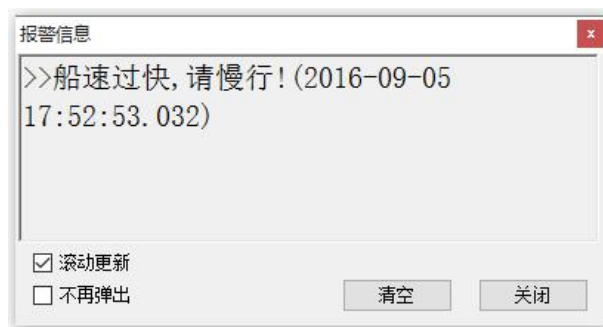 报警信息
>>船速过快,请慢行!(2016-09-05
17:52:53.032)
滚动更新
不再弹出
清空
关闭